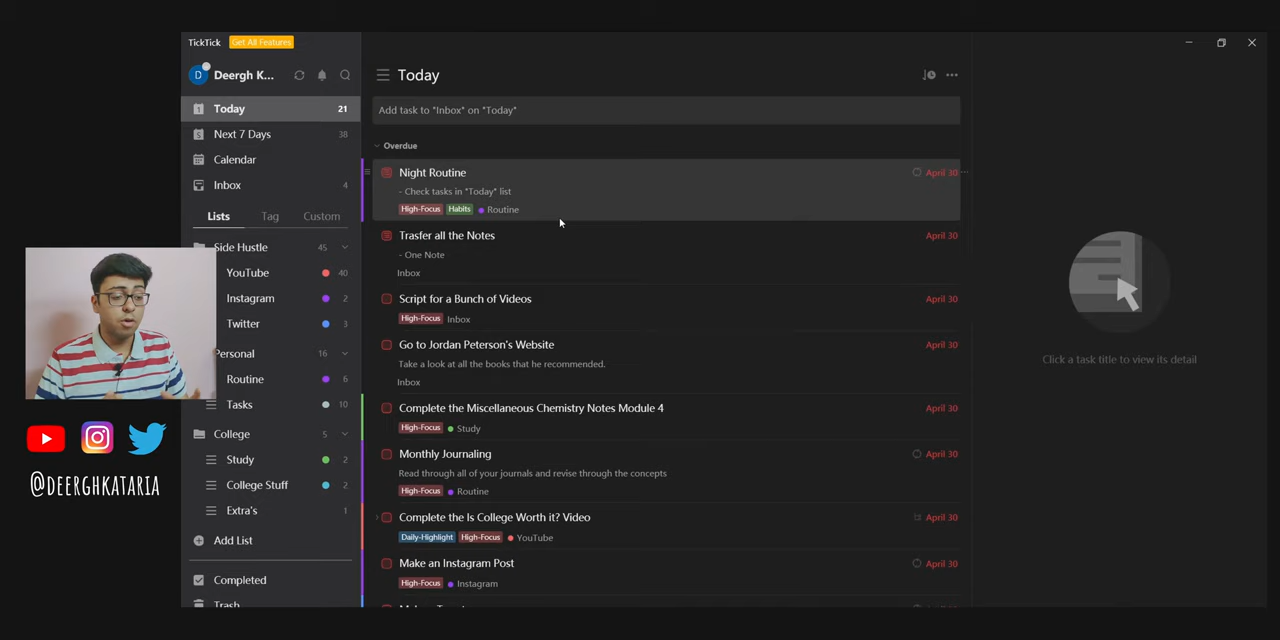 TickTick Get All Features
D Deergh K...
Today 21
Next 7 Days 38
Calendar
Inbox 4
Lists Tag Custom
Side Hustle 45
YouTube 40
Instagram 2
Twitter 3
Personal 16
Routine 6
Tasks 10
College 5
Study 2
College Stuff 2
Extra's 1
Add List
Completed
Trash
@DEERGHKATARIA
Today
Add task to "Inbox" on "Today"
Overdue
Night Routine April 30
- Check tasks in "Today" list
High-Focus Habits Routine
Trasfer all the Notes April 30
- One Note
Inbox
Script for a Bunch of Videos April 30
High-Focus Inbox
Go to Jordan Peterson's Website April 30
Take a look at all the books that he recommended.
Inbox
Complete the Miscellaneous Chemistry Notes Module 4 April 30
High-Focus Study
Monthly Journaling April 30
Read through all of your journals and revise through the concepts
High-Focus Routine
Complete the Is College Worth it? Video April 30
Daily-Highlight High-Focus YouTube
Make an Instagram Post April 30
High-Focus Instagram
Click a task title to view its detail